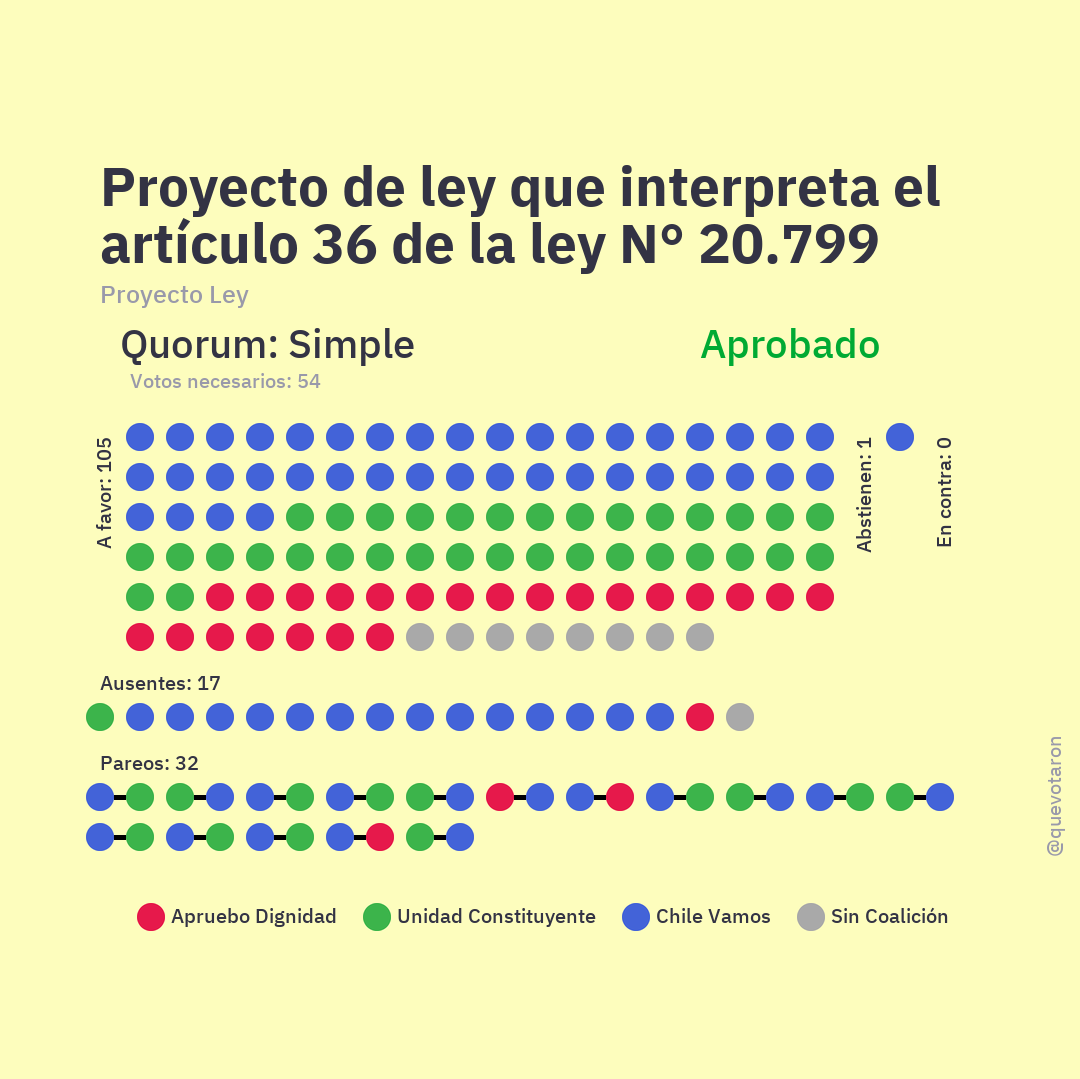 Proyecto de ley que interpreta el
artículo 36 de la ley N° 20.799
Proyecto Ley
Quorum: Simple
Aprobado
Votos necesarios: 54
A favor: 105
Abstienen: 1
En contra: 0
Ausentes: 17
Pareos: 32
@quevotaron
Apruebo Dignidad
Unidad Constituyente
Chile Vamos
Sin Coalición